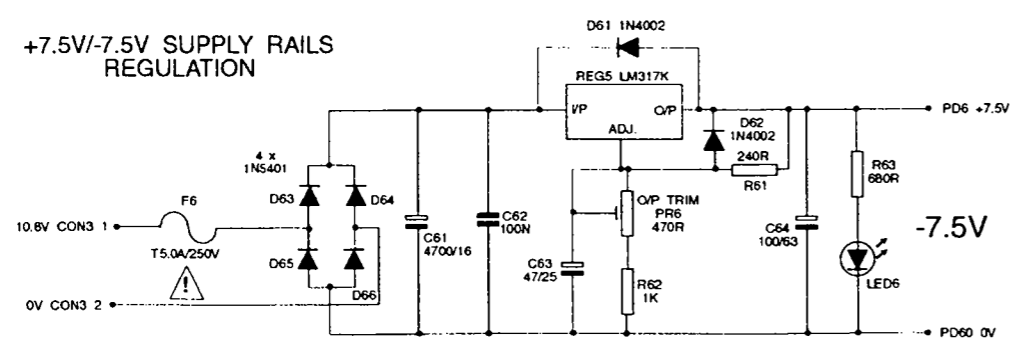 +7.5V/-7.5V SUPPLY RAILS
REGULATION
D61 1N4002
REG5 LM317K
I/P
O/P
ADJ.
PD6 +7.5V
D62
1N4002
240R
R61
R63
680R
4 x
1N5401
D63
D64
F6
10.6V CON3 1
T5.0A/250V
!
D65
D66
0V CON3 2
C61
4700/16
C62
100N
O/P TRIM
PR6
470R
C63
47/25
R62
1K
C64
100/63
-7.5V
LED6
PD60 0V